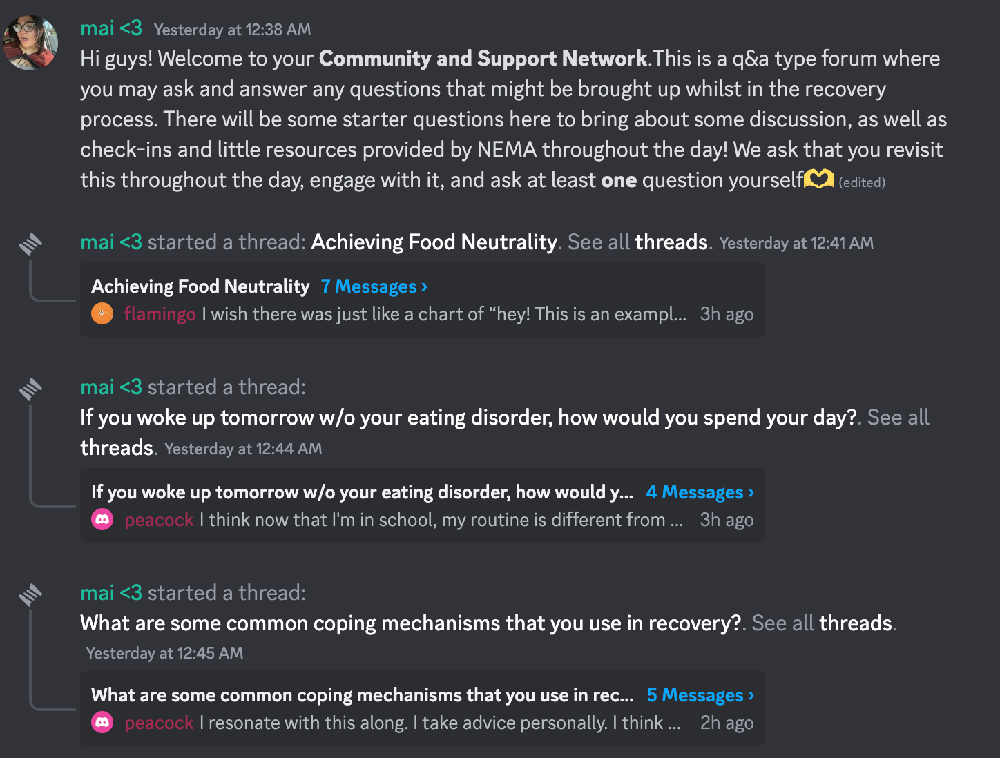 mai <3 Yesterday at 12:38 AM
Hi guys! Welcome to your Community and Support Network.This is a q&a type forum where
you may ask and answer any questions that might be brought up whilst in the recovery
process. There will be some starter questions here to bring about some discussion, as well as
check-ins and little resources provided by NEMA throughout the day! We ask that you revisit
this throughout the day, engage with it, and ask at least one question yourself (edited)
mai <3 started a thread: Achieving Food Neutrality. See all threads. Yesterday at 12:41 AM
Achieving Food Neutrality 7 Messages ›
flamingo I wish there was just like a chart of “hey! This is an exampl... 3h ago
mai <3 started a thread:
If you woke up tomorrow w/o your eating disorder, how would you spend your day?. See all
threads. Yesterday at 12:44 AM
If you woke up tomorrow w/o your eating disorder, how would y... 4 Messages ›
peacock I think now that I'm in school, my routine is different from ... 3h ago
mai <3 started a thread:
What are some common coping mechanisms that you use in recovery?. See all threads.
Yesterday at 12:45 AM
What are some common coping mechanisms that you use in rec... 5 Messages ›
peacock I resonate with this along. I take advice personally. I think ... 2h ago